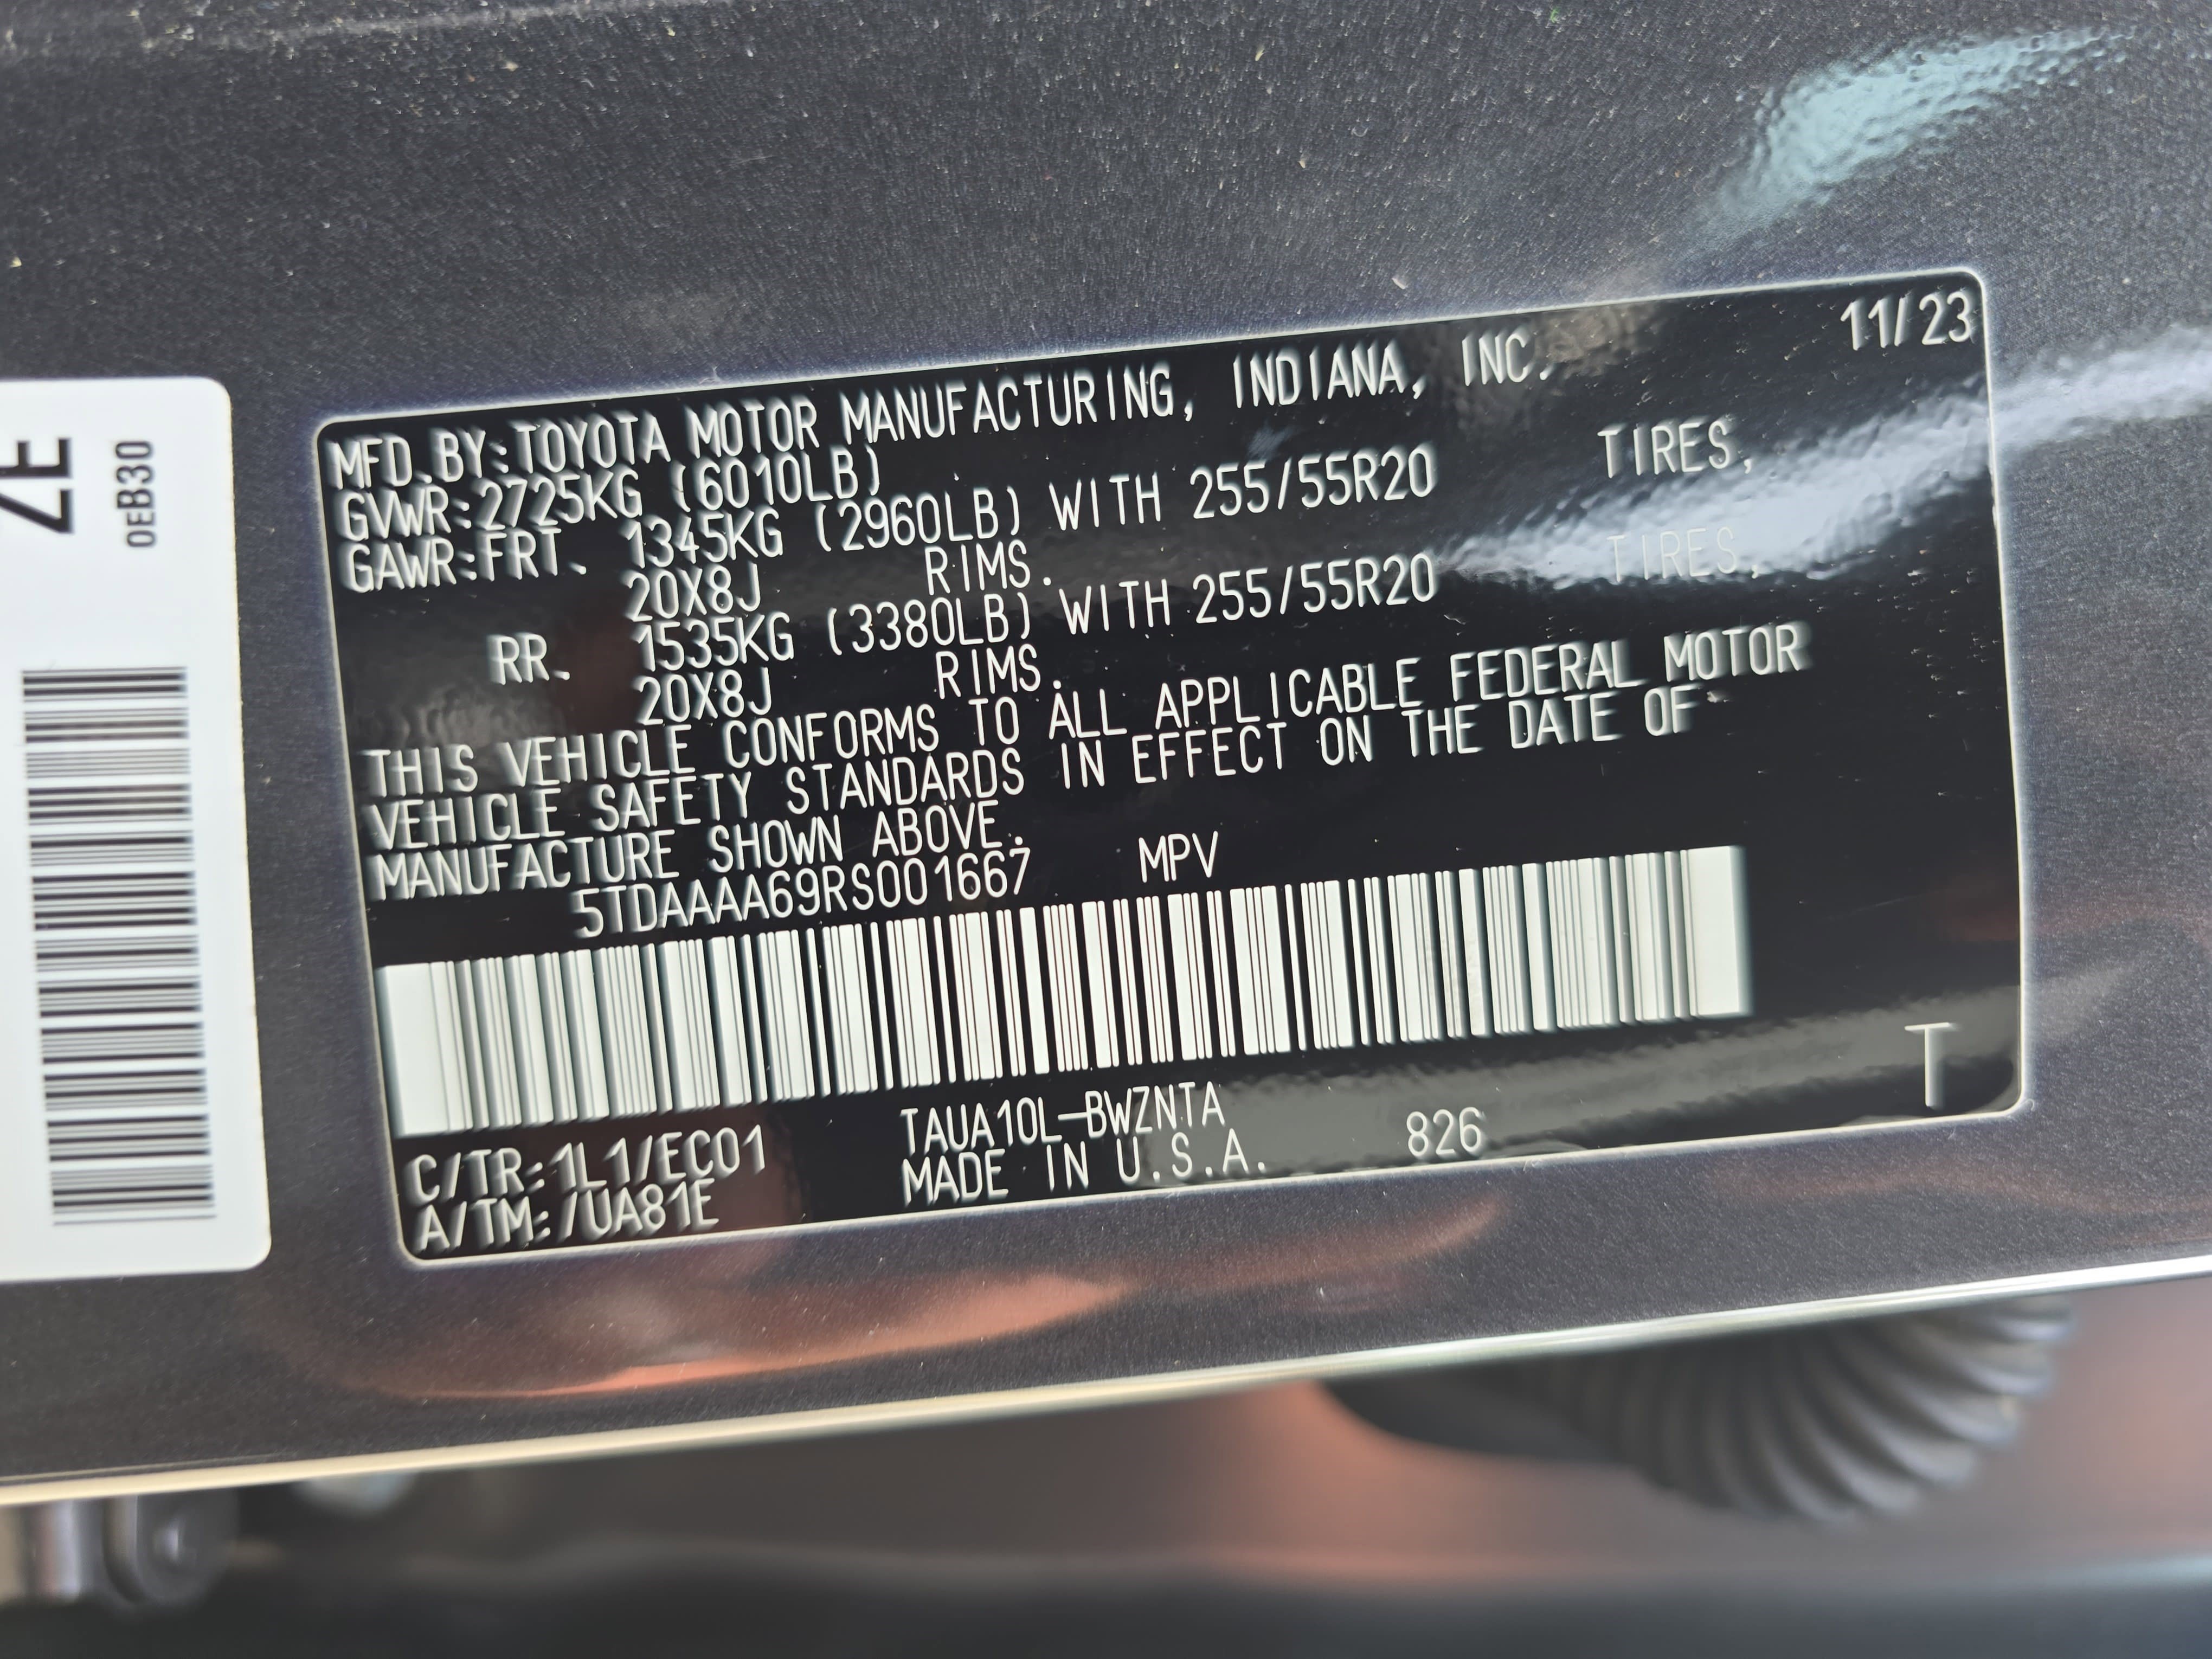 11/23
MFD.BY:TOYOTA MOTOR MANUFACTURING, INDIANA, INC.
GVWR:2725KG (6010LB)
GAWR:FRT. 1345KG (2960LB) WITH 255/55R20 TIRES,
20X8J RIMS.
RR. 1535KG (3380LB) WITH 255/55R20 TIRES,
20X8J RIMS.
THIS VEHICLE CONFORMS TO ALL APPLICABLE FEDERAL MOTOR
VEHICLE SAFETY STANDARDS IN EFFECT ON THE DATE OF
MANUFACTURE SHOWN ABOVE.
5TDAAAA69RS001667 MPV
C/TR:1L1/EC01 TAUA10L-BWZNTA
A/TM:/UA81E MADE IN U.S.A. 826
T
ZE
0EB30